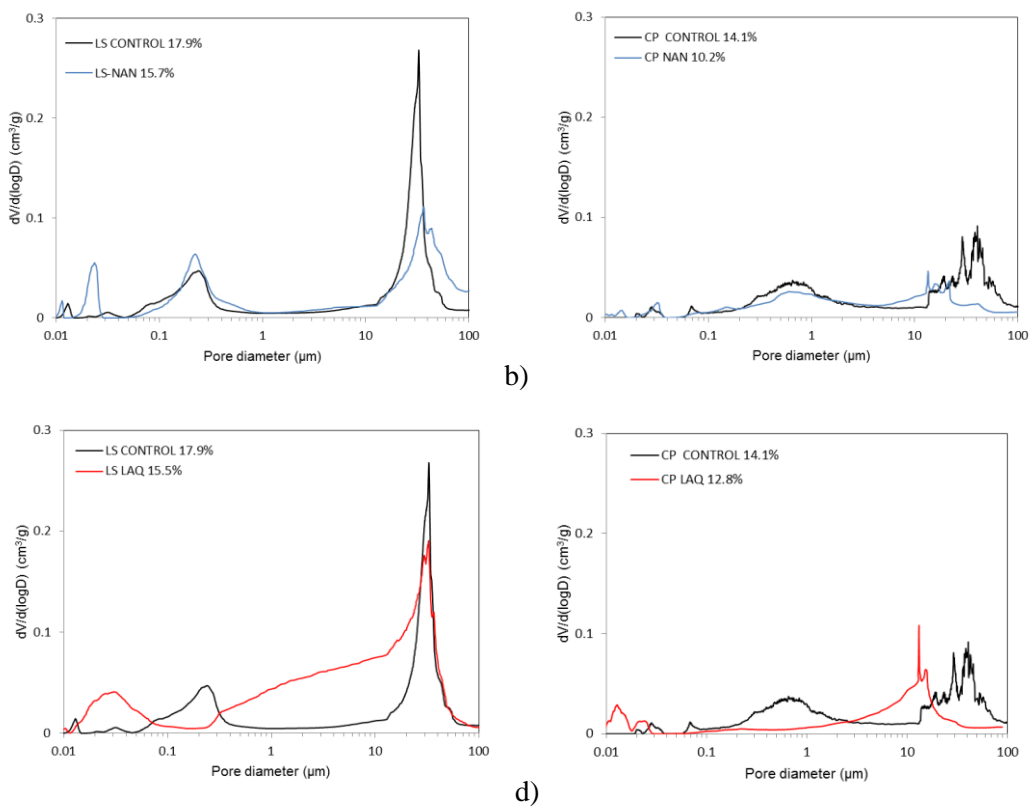 0.3
LS CONTROL 17.9%
LS-NAN 15.7%
0.2
0.1
0
dV/d(logD) (cm³/g)
0.01 0.1 1 10 100
Pore diameter (µm)
0.3
CP CONTROL 14.1%
CP NAN 10.2%
0.2
0.1
0
dV/d(logD) (cm³/g)
0.01 0.1 1 10 100
Pore diameter (µm)
b)
0.3
LS CONTROL 17.9%
LS LAQ 15.5%
0.2
0.1
0
dV/d(logD) (cm³/g)
0.01 0.1 1 10 100
Pore diameter (µm)
0.3
CP CONTROL 14.1%
CP LAQ 12.8%
0.2
0.1
0
dV/d(logD) (cm³/g)
0.01 0.1 1 10 100
Pore diameter (µm)
d)